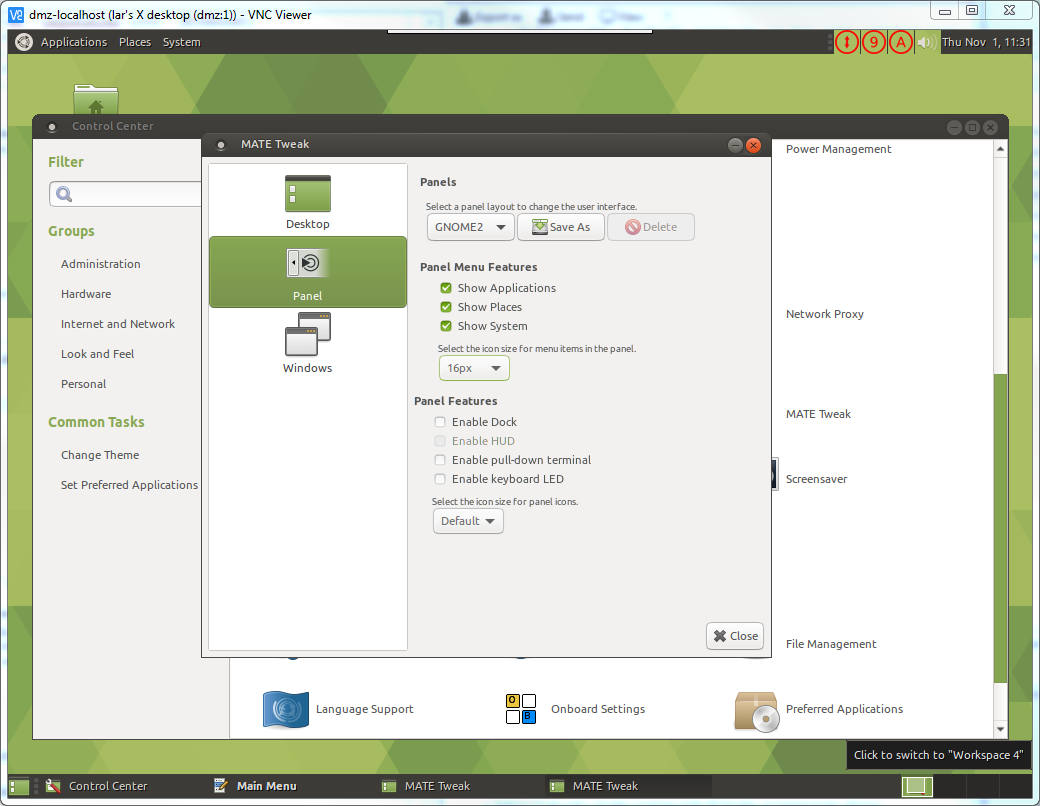 dmz-localhost (lar's X desktop (dmz:1)) - VNC Viewer
Applications Places System
9 A Thu Nov 1, 11:31
Control Center
MATE Tweak
Filter
Groups
Administration
Hardware
Internet and Network
Look and Feel
Personal
Common Tasks
Change Theme
Set Preferred Applications
Desktop
Panel
Windows
Panels
Select a panel layout to change the user interface.
GNOME2 Save As Delete
Panel Menu Features
Show Applications
Show Places
Show System
Select the icon size for menu items in the panel.
16px
Panel Features
Enable Dock
Enable HUD
Enable pull-down terminal
Enable keyboard LED
Select the icon size for panel icons.
Default
Close
Power Management
Network Proxy
MATE Tweak
Screensaver
File Management
Language Support
O B Onboard Settings
Preferred Applications
Click to switch to "Workspace 4"
Control Center Main Menu MATE Tweak MATE Tweak